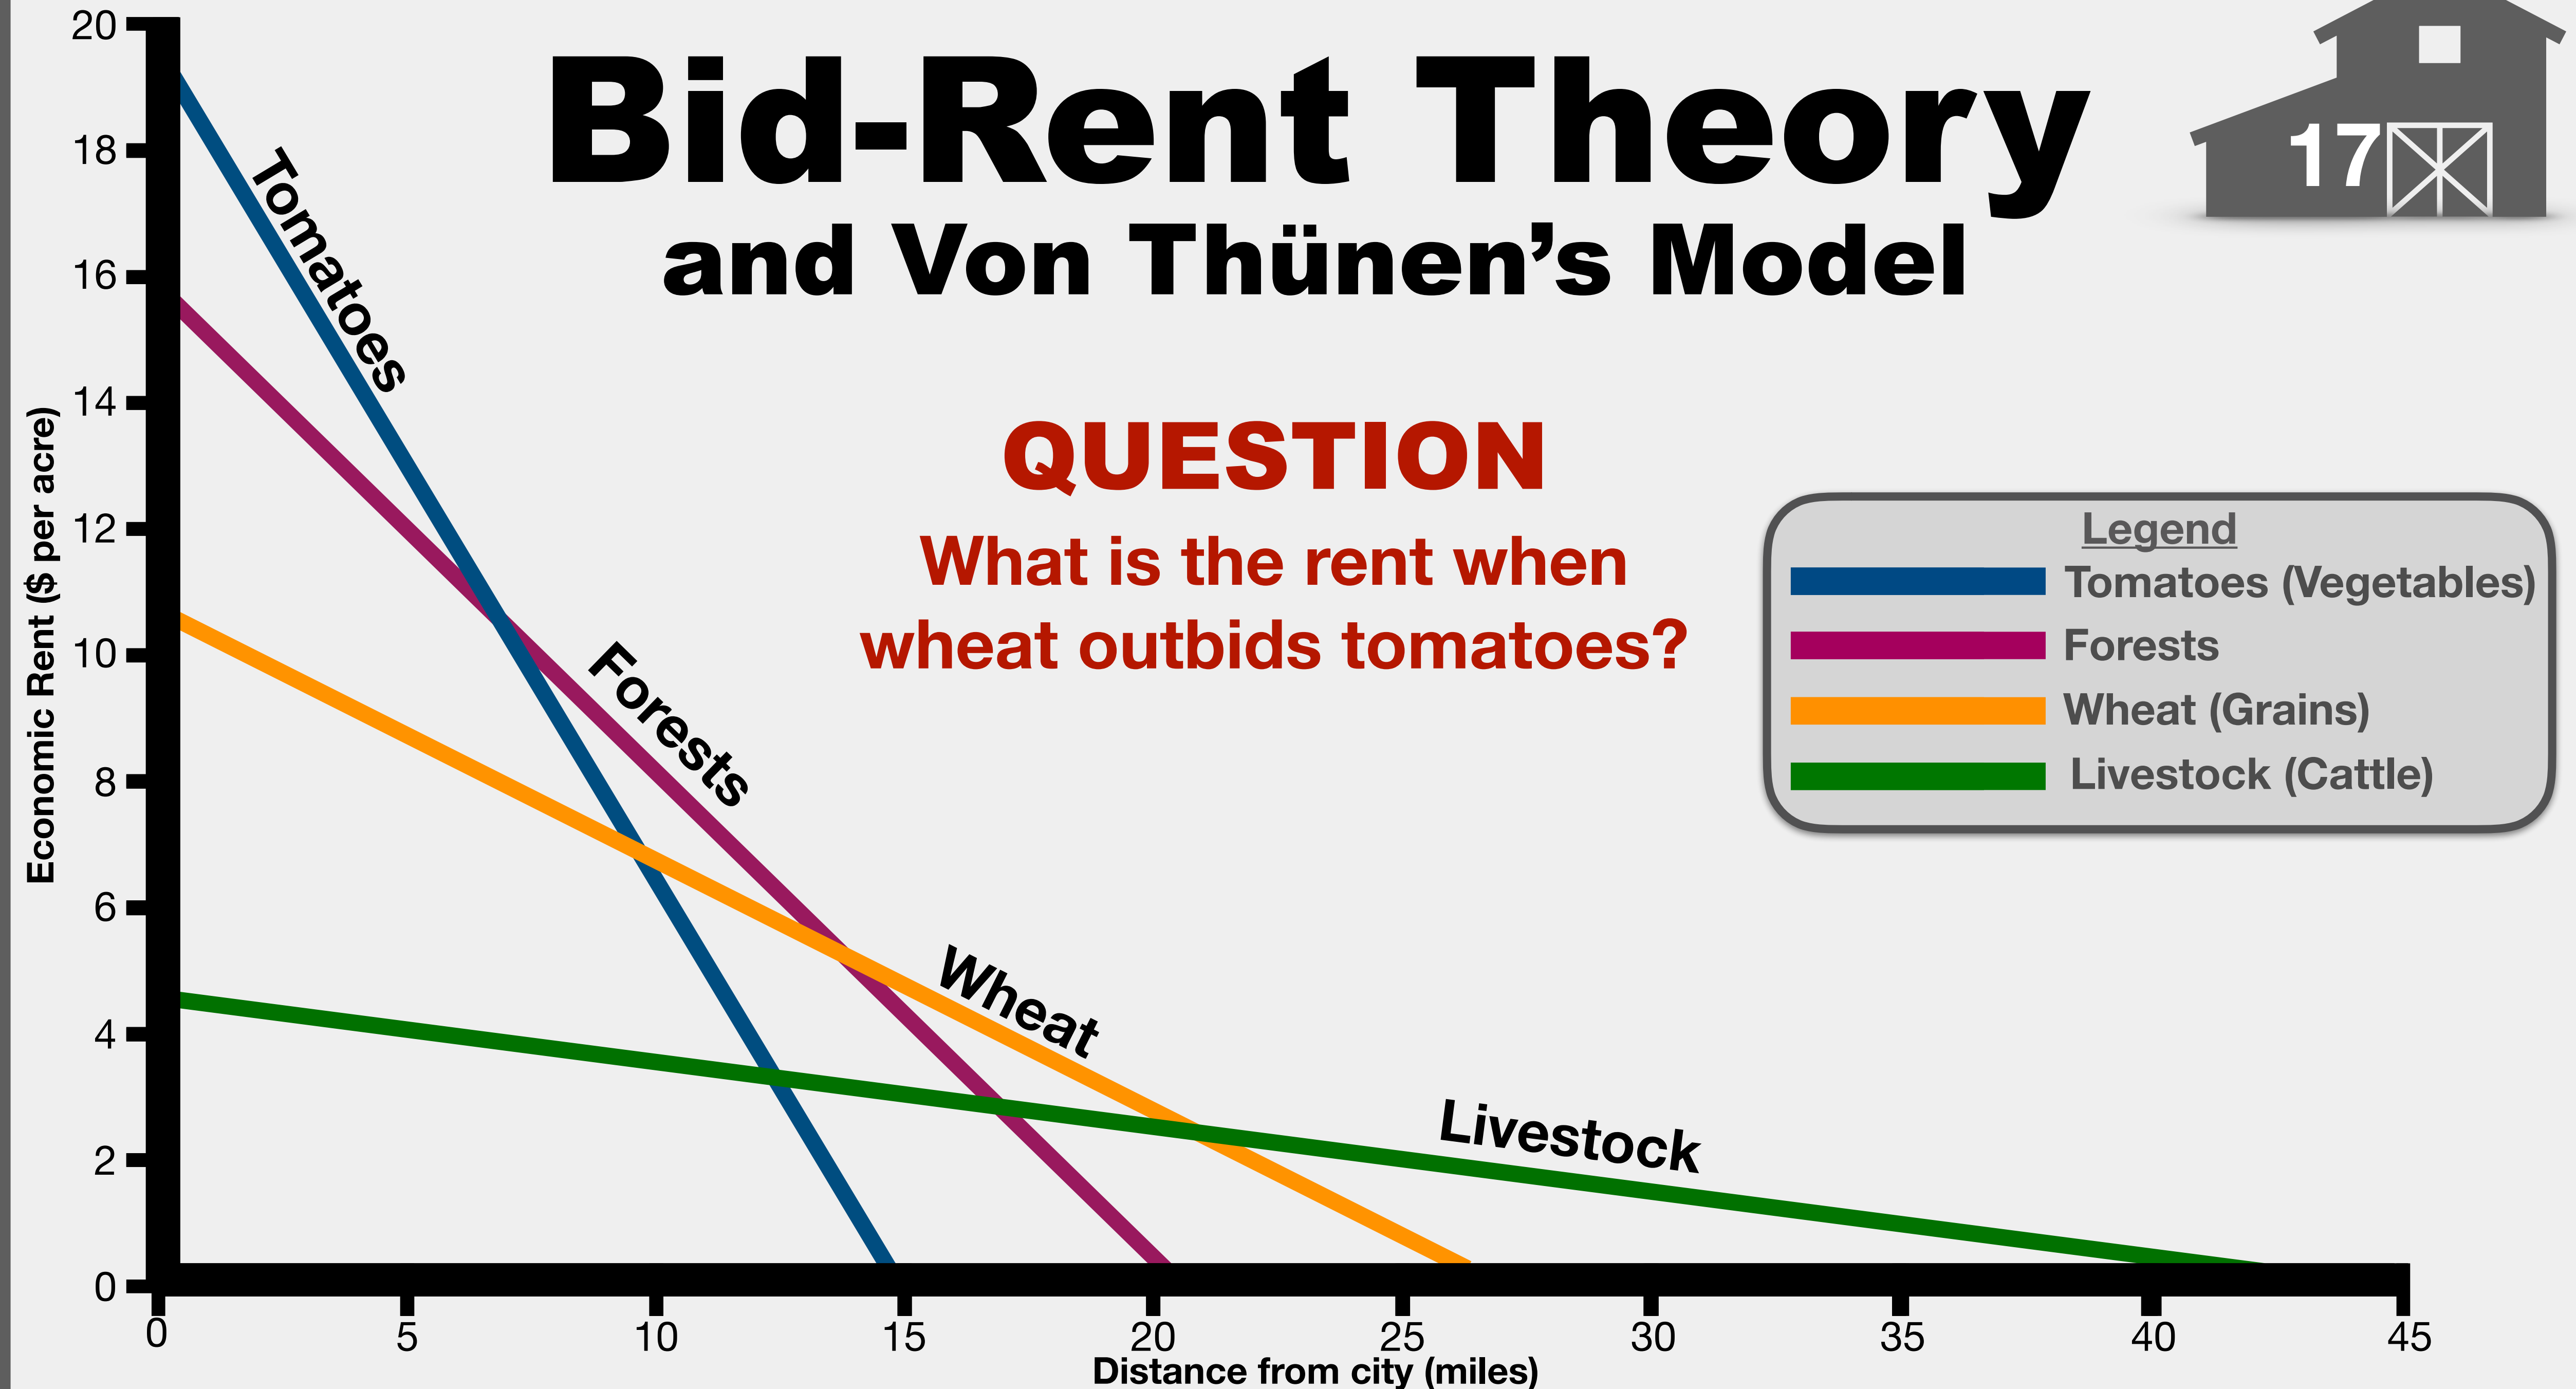 Bid-Rent Theory
and Von Thünen’s Model
17
QUESTION
What is the rent when
wheat outbids tomatoes?
Legend
Tomatoes (Vegetables)
Forests
Wheat (Grains)
Livestock (Cattle)
Economic Rent ($ per acre)
20
18
16
14
12
10
8
6
4
2
0
Tomatoes
Forests
Wheat
Livestock
0 5 10 15 20 25 30 35 40 45
Distance from city (miles)